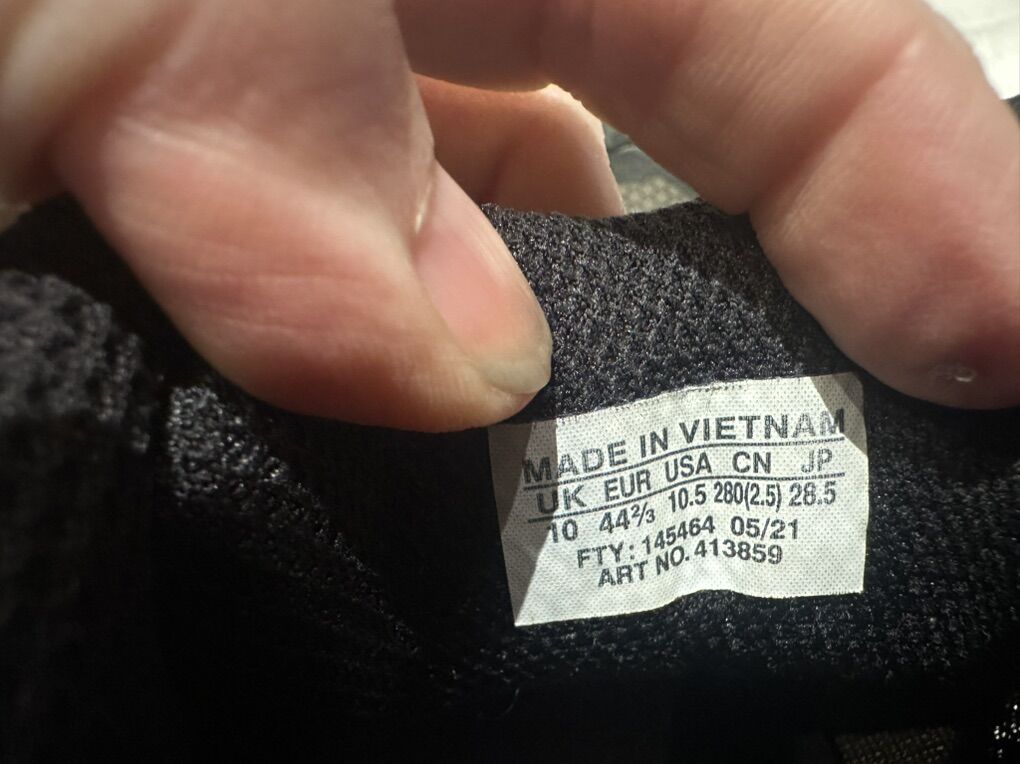 MADE IN VIETNAM
UK EUR USA CN JP
10 44⅔ 10.5 280(2.5) 28.5
FTY: 145464 05/21
ART NO. 413859